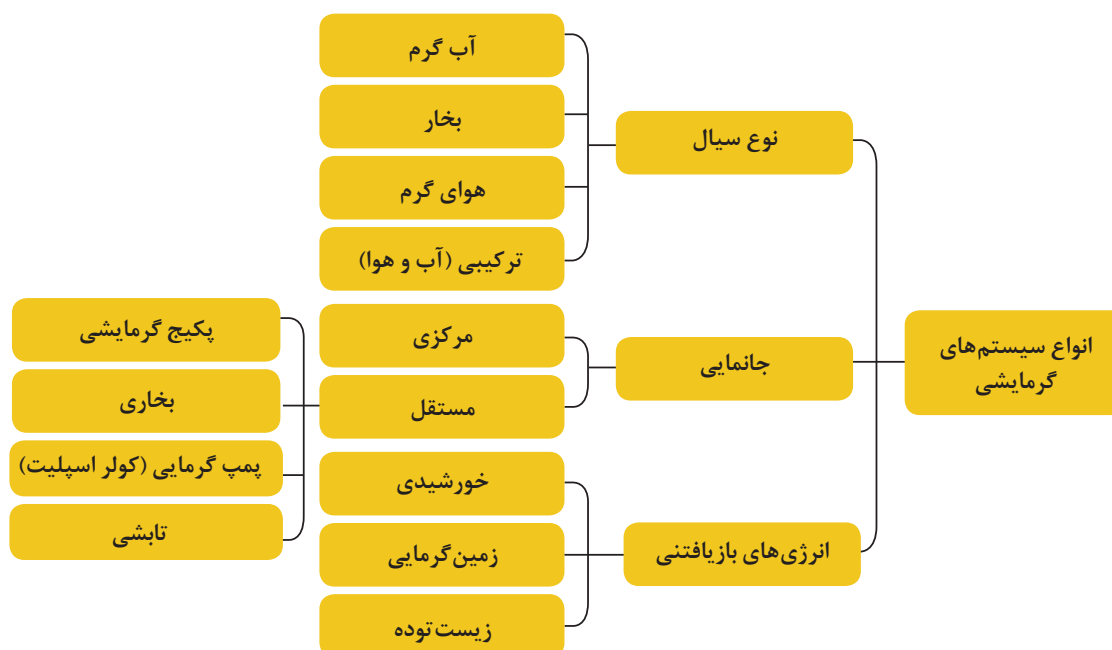 انواع سیستم‌های
گرمایشی
نوع سیال
آب گرم
بخار
هوای گرم
ترکیبی (آب و هوا)
جانمایی
مرکزی
مستقل
پکیج گرمایشی
بخاری
پمپ گرمایی (کولر اسپلیت)
تابشی
انرژی‌های بازیافتنی
خورشیدی
زمین‌گرمایی
زیست‌توده